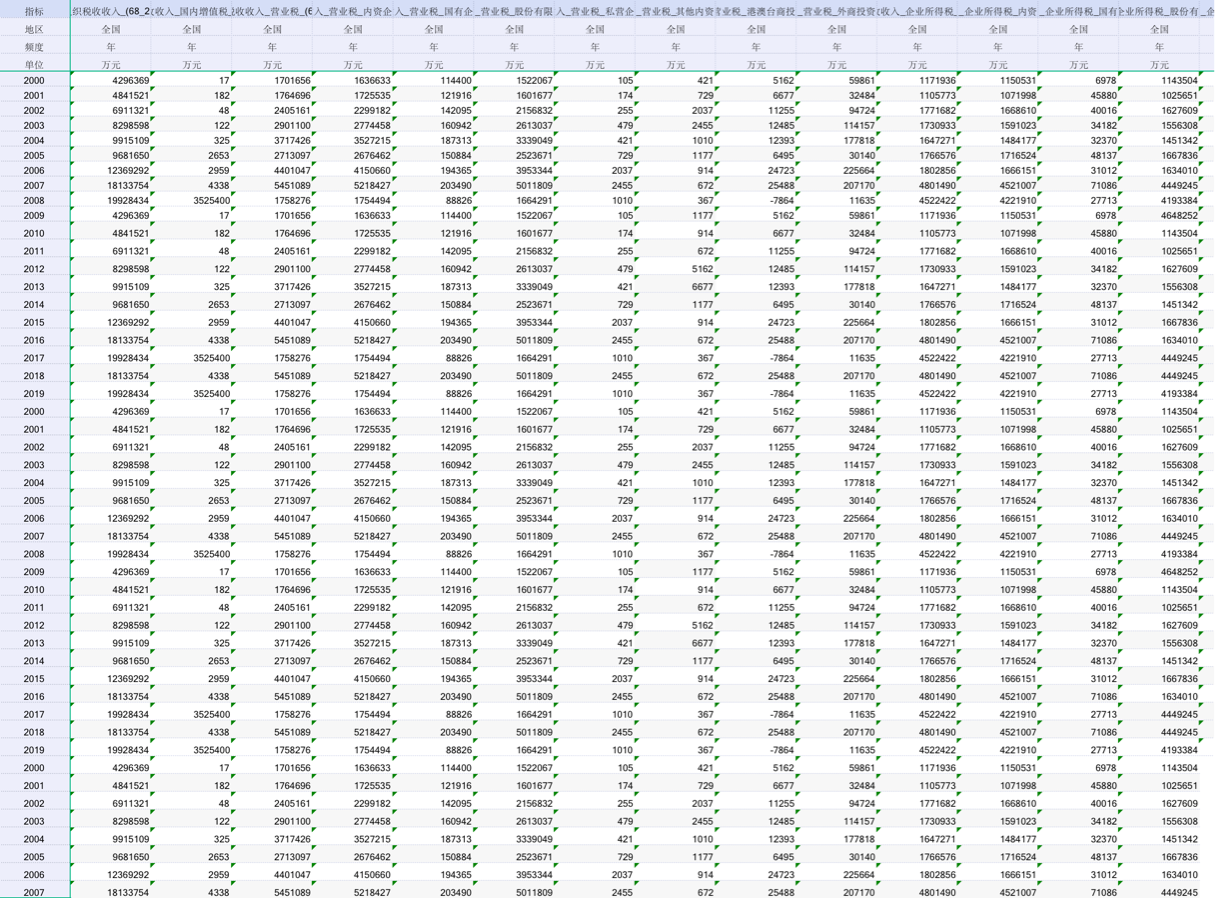 指标 织税收收入_(68_2 收入_国内增值税_ 收收入_营业税_(6 入_营业税_内资企 入_营业税_国有企 _营业税_股份有限 入_营业税_私营企 _营业税_其他内资 营业税_港澳台商投 _营业税_外商投资 收入_企业所得税_ _企业所得税_内资 _企业所得税_国有 企业所得税_股份有 _企
地区 全国 全国 全国 全国 全国 全国 全国 全国 全国 全国 全国 全国 全国 全国
频度 年 年 年 年 年 年 年 年 年 年 年 年 年 年
单位 万元 万元 万元 万元 万元 万元 万元 万元 万元 万元 万元 万元 万元 万元
2000 4296369 17 1701656 1636633 114400 1522067 105 421 5162 59861 1171936 1150531 6978 1143504
2001 4841521 182 1764696 1725535 121916 1601677 174 729 6677 32484 1105773 1071998 45880 1025651
2002 6911321 48 2405161 2299182 142095 2156832 255 2037 11255 94724 1771682 1668610 40016 1627609
2003 8298598 122 2901100 2774458 160942 2613037 479 2455 12485 114157 1730933 1591023 34182 1556308
2004 9915109 325 3717426 3527215 187313 3339049 421 1010 12393 177818 1647271 1484177 32370 1451342
2005 9681650 2653 2713097 2676462 150884 2523671 729 1177 6495 30140 1766576 1716524 48137 1667836
2006 12369292 2959 4401047 4150660 194365 3953344 2037 914 24723 225664 1802856 1666151 31012 1634010
2007 18133754 4338 5451089 5218427 203490 5011809 2455 672 25488 207170 4801490 4521007 71086 4449245
2008 19928434 3525400 1758276 1754494 88826 1664291 1010 367 -7864 11635 4522422 4221910 27713 4193384
2009 4296369 17 1701656 1636633 114400 1522067 105 1177 5162 59861 1171936 1150531 6978 4648252
2010 4841521 182 1764696 1725535 121916 1601677 174 914 6677 32484 1105773 1071998 45880 1143504
2011 6911321 48 2405161 2299182 142095 2156832 255 672 11255 94724 1771682 1668610 40016 1025651
2012 8298598 122 2901100 2774458 160942 2613037 479 5162 12485 114157 1730933 1591023 34182 1627609
2013 9915109 325 3717426 3527215 187313 3339049 421 6677 12393 177818 1647271 1484177 32370 1556308
2014 9681650 2653 2713097 2676462 150884 2523671 729 1177 6495 30140 1766576 1716524 48137 1451342
2015 12369292 2959 4401047 4150660 194365 3953344 2037 914 24723 225664 1802856 1666151 31012 1667836
2016 18133754 4338 5451089 5218427 203490 5011809 2455 672 25488 207170 4801490 4521007 71086 1634010
2017 19928434 3525400 1758276 1754494 88826 1664291 1010 367 -7864 11635 4522422 4221910 27713 4449245
2018 18133754 4338 5451089 5218427 203490 5011809 2455 672 25488 207170 4801490 4521007 71086 4449245
2019 19928434 3525400 1758276 1754494 88826 1664291 1010 367 -7864 11635 4522422 4221910 27713 4193384
2000 4296369 17 1701656 1636633 114400 1522067 105 421 5162 59861 1171936 1150531 6978 1143504
2001 4841521 182 1764696 1725535 121916 1601677 174 729 6677 32484 1105773 1071998 45880 1025651
2002 6911321 48 2405161 2299182 142095 2156832 255 2037 11255 94724 1771682 1668610 40016 1627609
2003 8298598 122 2901100 2774458 160942 2613037 479 2455 12485 114157 1730933 1591023 34182 1556308
2004 9915109 325 3717426 3527215 187313 3339049 421 1010 12393 177818 1647271 1484177 32370 1451342
2005 9681650 2653 2713097 2676462 150884 2523671 729 1177 6495 30140 1766576 1716524 48137 1667836
2006 12369292 2959 4401047 4150660 194365 3953344 2037 914 24723 225664 1802856 1666151 31012 1634010
2007 18133754 4338 5451089 5218427 203490 5011809 2455 672 25488 207170 4801490 4521007 71086 4449245
2008 19928434 3525400 1758276 1754494 88826 1664291 1010 367 -7864 11635 4522422 4221910 27713 4193384
2009 4296369 17 1701656 1636633 114400 1522067 105 1177 5162 59861 1171936 1150531 6978 4648252
2010 4841521 182 1764696 1725535 121916 1601677 174 914 6677 32484 1105773 1071998 45880 1143504
2011 6911321 48 2405161 2299182 142095 2156832 255 672 11255 94724 1771682 1668610 40016 1025651
2012 8298598 122 2901100 2774458 160942 2613037 479 5162 12485 114157 1730933 1591023 34182 1627609
2013 9915109 325 3717426 3527215 187313 3339049 421 6677 12393 177818 1647271 1484177 32370 1556308
2014 9681650 2653 2713097 2676462 150884 2523671 729 1177 6495 30140 1766576 1716524 48137 1451342
2015 12369292 2959 4401047 4150660 194365 3953344 2037 914 24723 225664 1802856 1666151 31012 1667836
2016 18133754 4338 5451089 5218427 203490 5011809 2455 672 25488 207170 4801490 4521007 71086 1634010
2017 19928434 3525400 1758276 1754494 88826 1664291 1010 367 -7864 11635 4522422 4221910 27713 4449245
2018 18133754 4338 5451089 5218427 203490 5011809 2455 672 25488 207170 4801490 4521007 71086 4449245
2019 19928434 3525400 1758276 1754494 88826 1664291 1010 367 -7864 11635 4522422 4221910 27713 4193384
2000 4296369 17 1701656 1636633 114400 1522067 105 421 5162 59861 1171936 1150531 6978 1143504
2001 4841521 182 1764696 1725535 121916 1601677 174 729 6677 32484 1105773 1071998 45880 1025651
2002 6911321 48 2405161 2299182 142095 2156832 255 2037 11255 94724 1771682 1668610 40016 1627609
2003 8298598 122 2901100 2774458 160942 2613037 479 2455 12485 114157 1730933 1591023 34182 1556308
2004 9915109 325 3717426 3527215 187313 3339049 421 1010 12393 177818 1647271 1484177 32370 1451342
2005 9681650 2653 2713097 2676462 150884 2523671 729 1177 6495 30140 1766576 1716524 48137 1667836
2006 12369292 2959 4401047 4150660 194365 3953344 2037 914 24723 225664 1802856 1666151 31012 1634010
2007 18133754 4338 5451089 5218427 203490 5011809 2455 672 25488 207170 4801490 4521007 71086 4449245